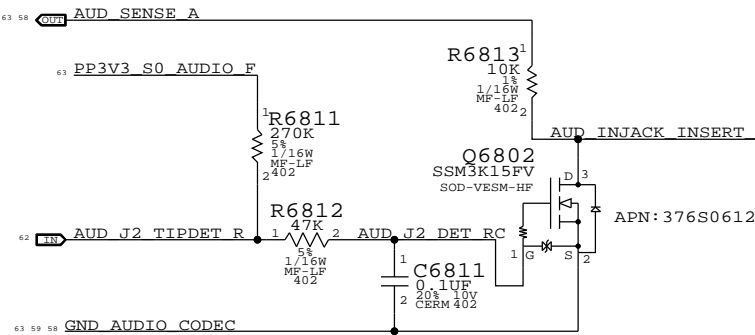 63 58 OUT AUD_SENSE_A
63 PP3V3_S0_AUDIO_F
R6813
1
10K
1%
1/16W
MF-LF
402
2
1
R6811
270K
5%
1/16W
MF-LF
402
2
AUD_INJACK_INSERT_
Q6802
SSM3K15FV
SOD-VESM-HF
D 3
APN:376S0612
1 G S 2
R6812
47K
62 IN AUD_J2_TIPDET_R 1 2 AUD_J2_DET_RC
5%
1/16W
MF-LF
402
1
C6811
0.1UF
20% 10V
CERM 402
2
63 59 58 GND_AUDIO_CODEC